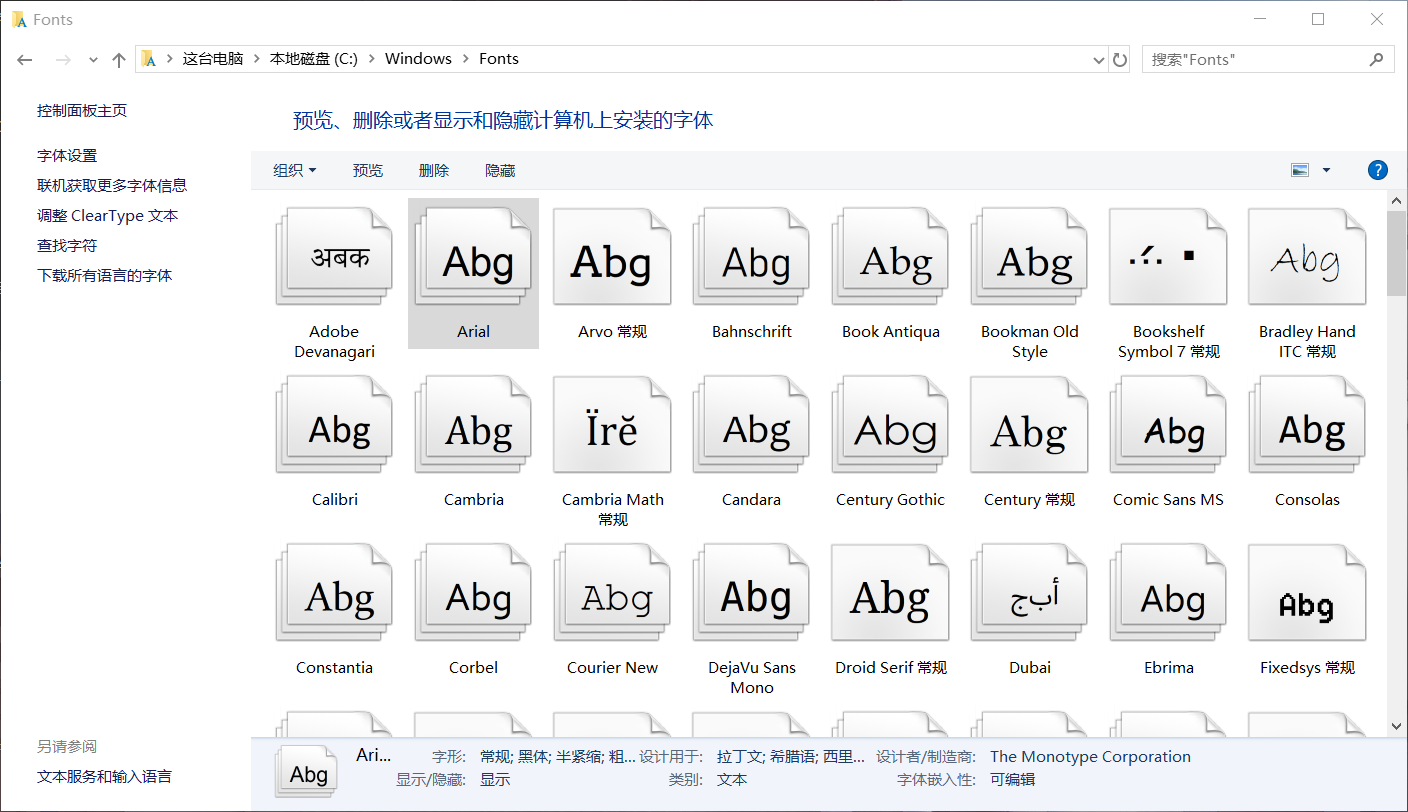 Fonts
这台电脑 本地磁盘 (C:) Windows Fonts
搜索"Fonts"
控制面板主页
字体设置
联机获取更多字体信息
调整 ClearType 文本
查找字符
下载所有语言的字体
另请参阅
文本服务和输入语言
预览、删除或者显示和隐藏计算机上安装的字体
组织 预览 删除 隐藏
?
अबक Abg Abg Abg Abg Abg Abg
Adobe
Devanagari
Arial
Arvo 常规
Bahnschrift
Book Antiqua
Bookman Old
Style
Bookshelf
Symbol 7 常规
Bradley Hand
ITC 常规
Abg Abg Ïrĕ Abg Abg Abg Abg Abg
Calibri
Cambria
Cambria Math
常规
Candara
Century Gothic
Century 常规
Comic Sans MS
Consolas
Abg Abg Abg Abg Abg أب‌ج Abg Abg
Constantia
Corbel
Courier New
DejaVu Sans
Mono
Droid Serif 常规
Dubai
Ebrima
Fixedsys 常规
Abg
Ari... 字形: 常规; 黑体; 半紧缩; 粗... 设计用于: 拉丁文; 希腊语; 西里... 设计者/制造商: The Monotype Corporation
显示/隐藏: 显示 类别: 文本 字体嵌入性: 可编辑